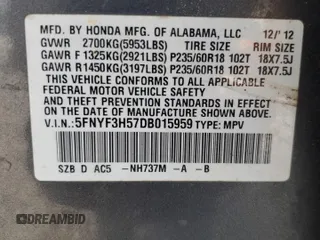 MFD. BY HONDA MFG. OF ALABAMA, LLC 12/'12
GVWR 2700KG(5953LBS) TIRE SIZE RIM SIZE
GAWR F 1325KG(2921LBS) P235/60R18 102T 18X7.5J
GAWR R 1450KG(3197LBS) P235/60R18 102T 18X7.5J
THIS VEHICLE CONFORMS TO ALL APPLICABLE
FEDERAL MOTOR VEHICLE SAFETY STANDARDS IN EFFECT
ON THE DATE OF MANUFACTURE SHOWN ABOVE.
V.I.N.: 5FNYF3H57DB015959 TYPE: MPV
SZB D AC5 -NH737M -A -B
DREAMBID